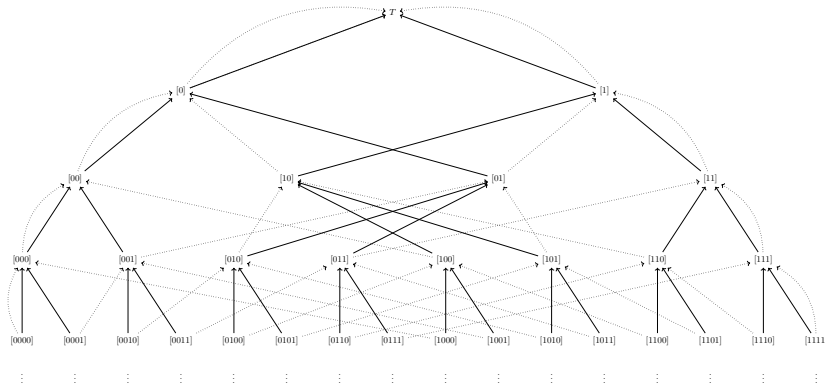 T
[0] [1]
[00] [10] [01] [11]
[000] [001] [010] [011] [100] [101] [110] [111]
[0000] [0001] [0010] [0011] [0100] [0101] [0110] [0111] [1000] [1001] [1010] [1011] [1100] [1101] [1110] [1111
⋮ ⋮ ⋮ ⋮ ⋮ ⋮ ⋮ ⋮ ⋮ ⋮ ⋮ ⋮ ⋮ ⋮ ⋮ ⋮